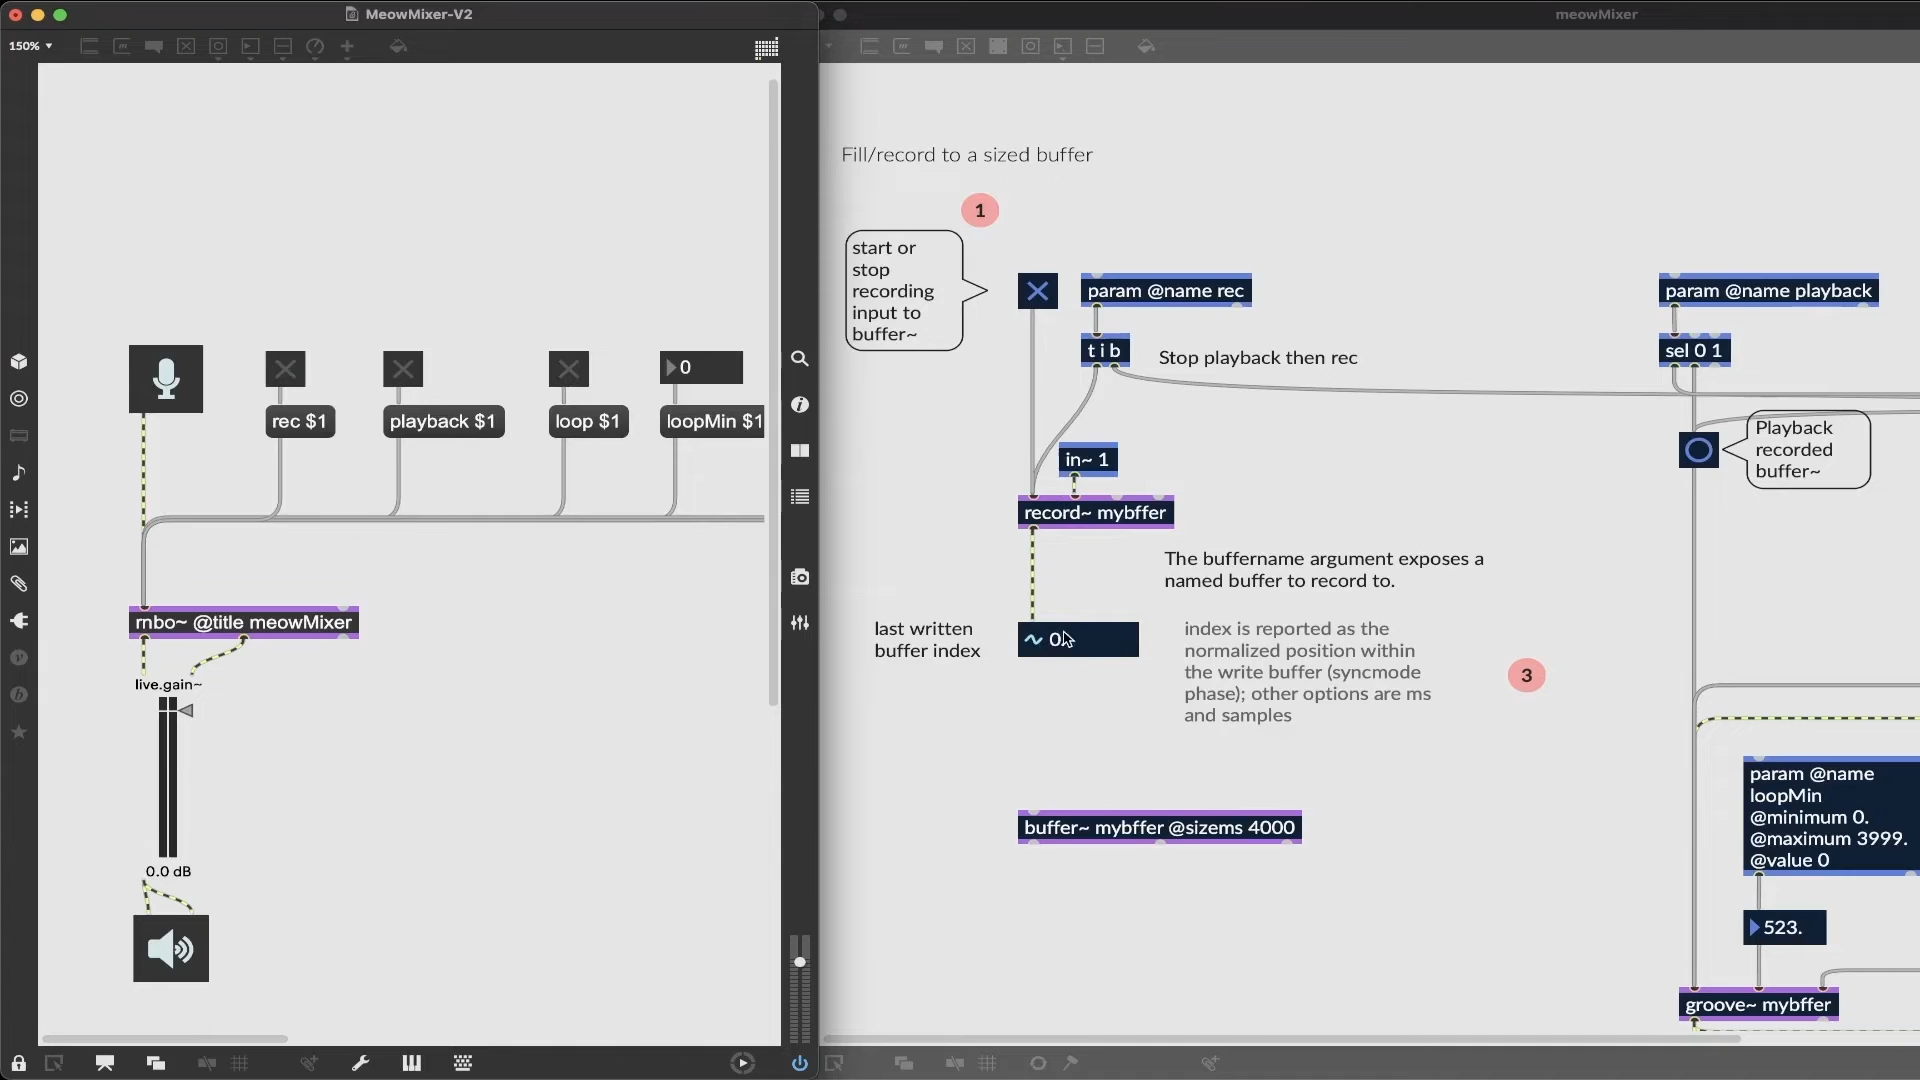 MeowMixer-V2
meowMixer
150%
Fill/record to a sized buffer
1
start or
stop
recording
input to
buffer~
param @name rec
param @name playback
t i b
Stop playback then rec
sel 0 1
0
rec $1
playback $1
loop $1
loopMin $1
Playback
recorded
buffer~
in~ 1
record~ mybffer
The buffername argument exposes a
named buffer to record to.
rnbo~ @title meowMixer
last written
buffer index
0.
index is reported as the
normalized position within
the write buffer (syncmode
phase); other options are ms
and samples
3
live.gain~
param @name
loopMin
@minimum 0.
@maximum 3999.
@value 0
buffer~ mybffer @sizems 4000
0.0 dB
523.
groove~ mybffer